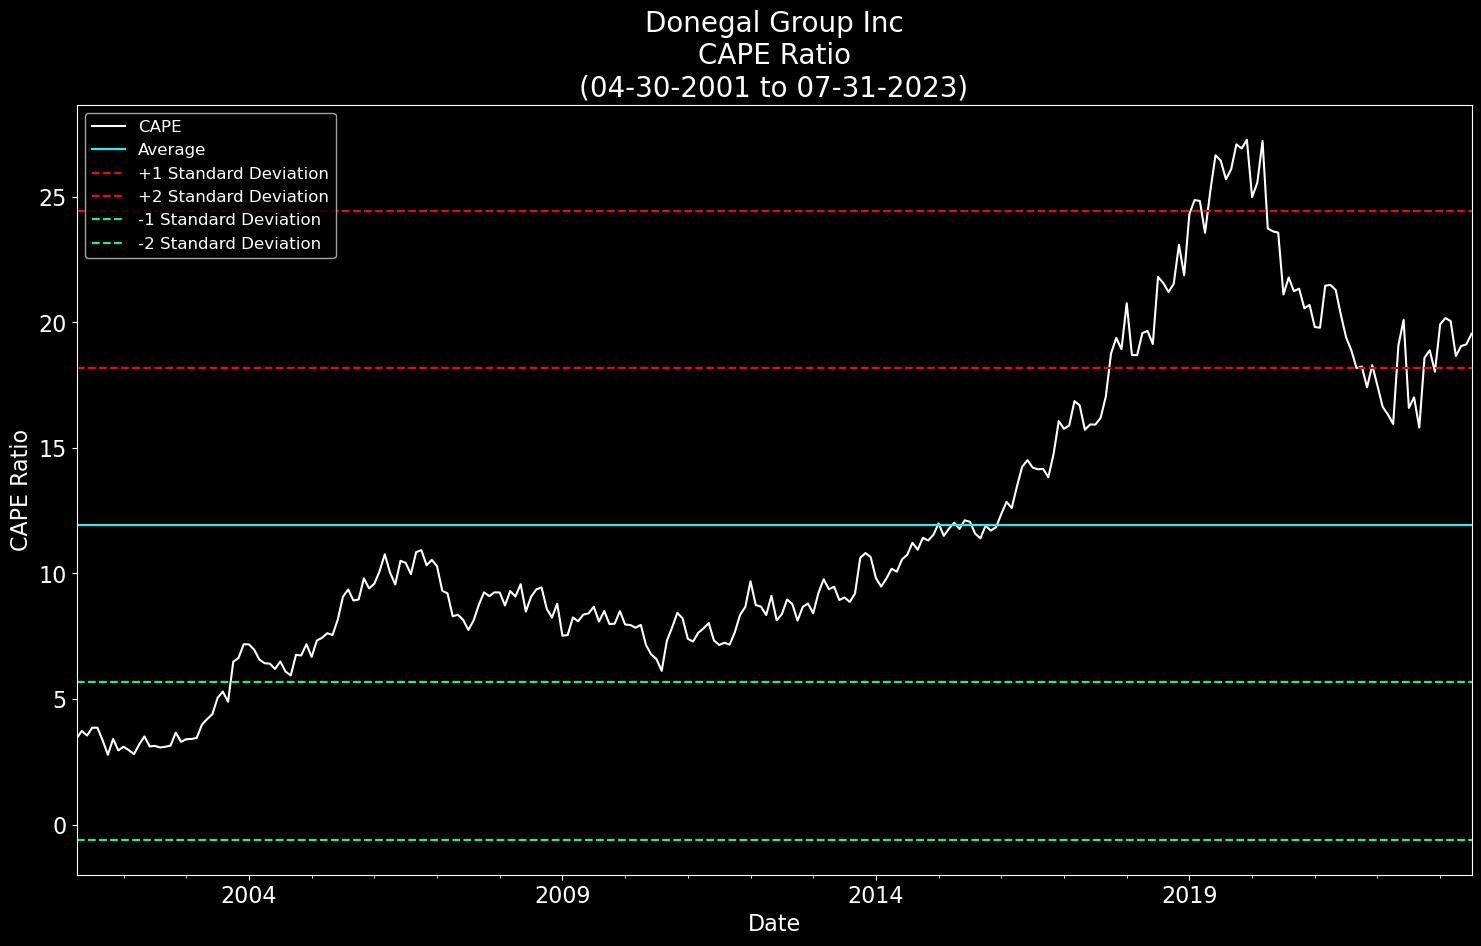 Donegal Group Inc
CAPE Ratio
(04-30-2001 to 07-31-2023)
CAPE
Average
+1 Standard Deviation
+2 Standard Deviation
-1 Standard Deviation
-2 Standard Deviation
25
20
15
10
5
0
CAPE Ratio
2004 2009 2014 2019
Date